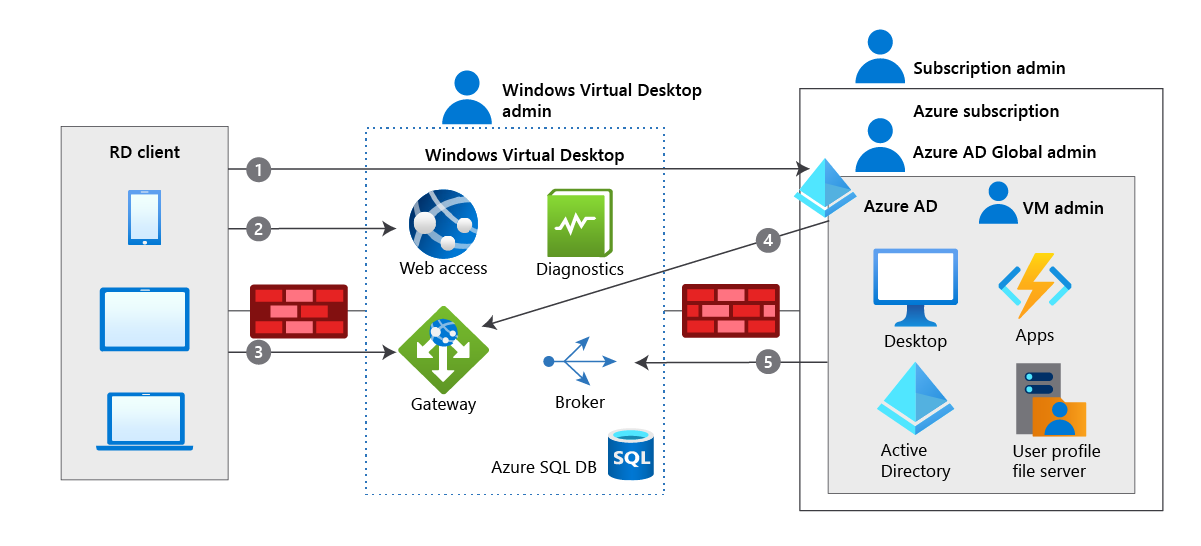 Subscription admin
Windows Virtual Desktop
admin
Azure subscription
Azure AD Global admin
RD client
Windows Virtual Desktop
1
Azure AD
VM admin
2
4
Web access
Diagnostics
Desktop
Apps
3
5
Gateway
Broker
Active
Directory
User profile
file server
Azure SQL DB
SQL